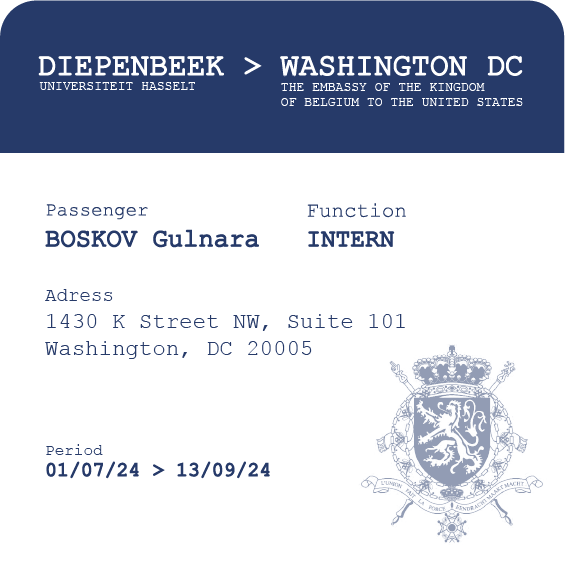 DIEPENBEEK > WASHINGTON DC
UNIVERSITEIT HASSELT THE EMBASSY OF THE KINGDOM
OF BELGIUM TO THE UNITED STATES
Passenger Function
BOSKOV Gulnara INTERN
Adress
1430 K Street NW, Suite 101
Washington, DC 20005
Period
01/07/24 > 13/09/24
L'UNION FAIT LA FORCE EENDRACHT MAAKT MACHT